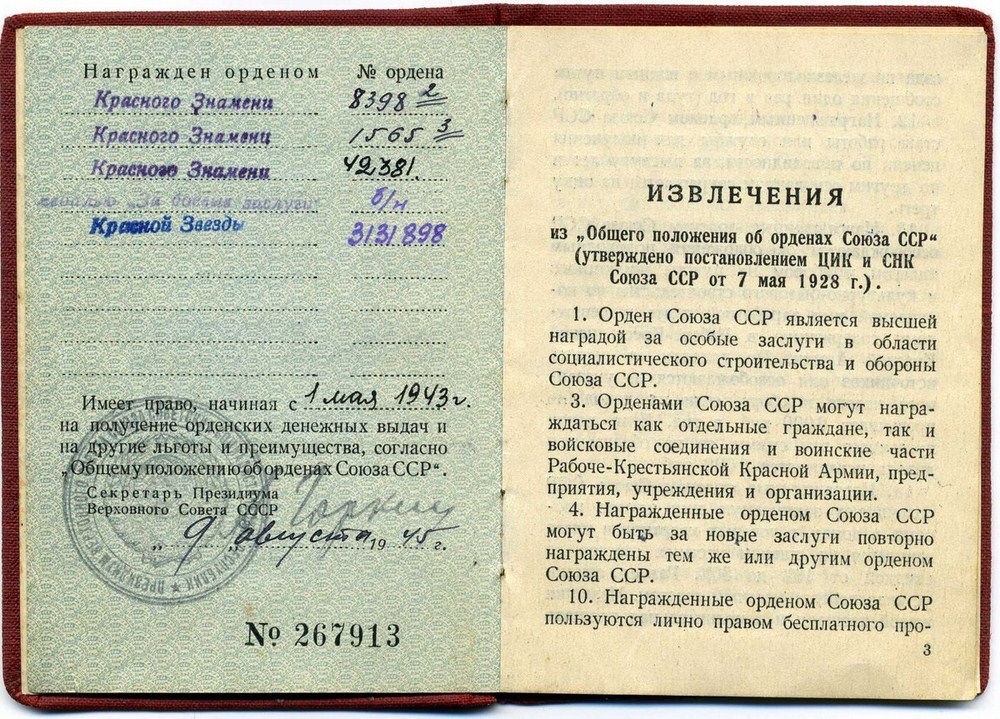 Награжден орденом № ордена
Красного Знамени 8398 2
Красного Знамени 1565 3
Красного Знамени 42381.
медалью „За боевые заслуги“ б/н
Красной Звезды 3131898
Имеет право, начиная с 1 мая 1943 г.
на получение орденских денежных выдач и
на другие льготы и преимущества, согласно
„Общему положению об орденах Союза ССР“.
Секретарь Президиума
Верховного Совета СССР Горкин
„ 9 „ августа 1945 г.
№ 267913
ИЗВЛЕЧЕНИЯ
из „Общего положения об орденах Союза ССР“
(утверждено постановлением ЦИК и СНК
Союза ССР от 7 мая 1928 г.).
1. Орден Союза ССР является высшей
наградой за особые заслуги в области
социалистического строительства и обороны
Союза ССР.
3. Орденами Союза ССР могут награ-
ждаться как отдельные граждане, так и
войсковые соединения и воинские части
Рабоче-Крестьянской Красной Армии, пред-
приятия, учреждения и организации.
4. Награжденные орденом Союза ССР
могут быть за новые заслуги повторно
награждены тем же или другим орденом
Союза ССР.
10. Награжденные орденом Союза ССР
пользуются лично правом бесплатного про-
3